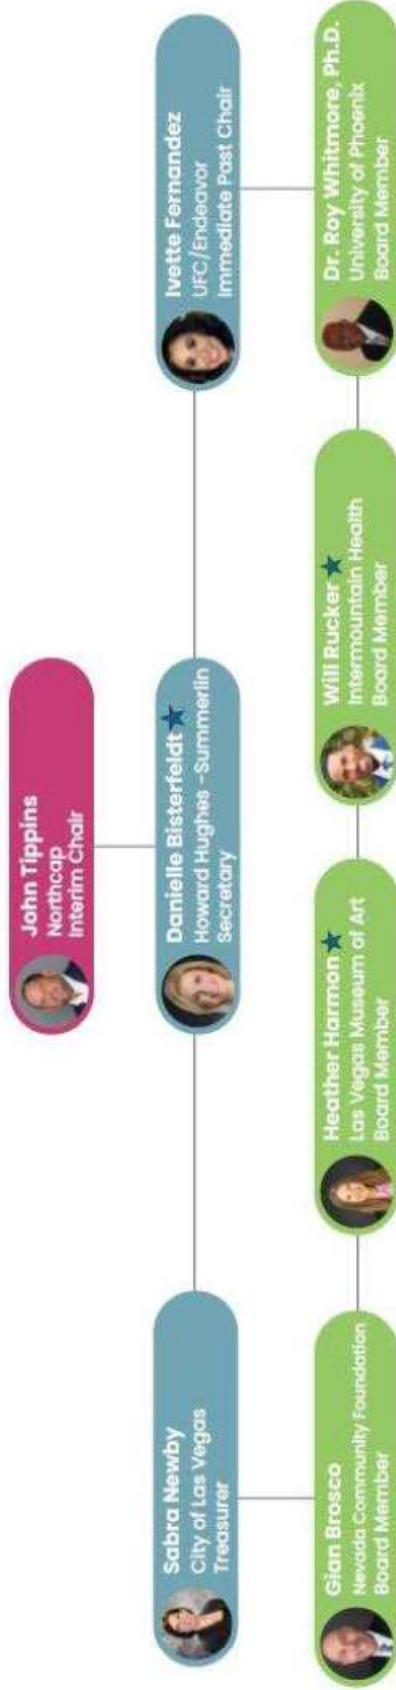 John Tippins
Northcap
Interim Chair
Sabra Newby
City of Las Vegas
Treasurer
Danielle Bisterfeldt
Howard Hughes -Summerlin
Secretary
Ivette Fernandez
UFC/Endeavor
Immediate Past Chair
Gian Brosco
Nevada Community Foundation
Board Member
Heather Harmon
Las Vegas Museum of Art
Board Member
Will Rucker
Intermountain Health
Board Member
Dr. Roy Whitmore, Ph.D.
University of Phoenix
Board Member